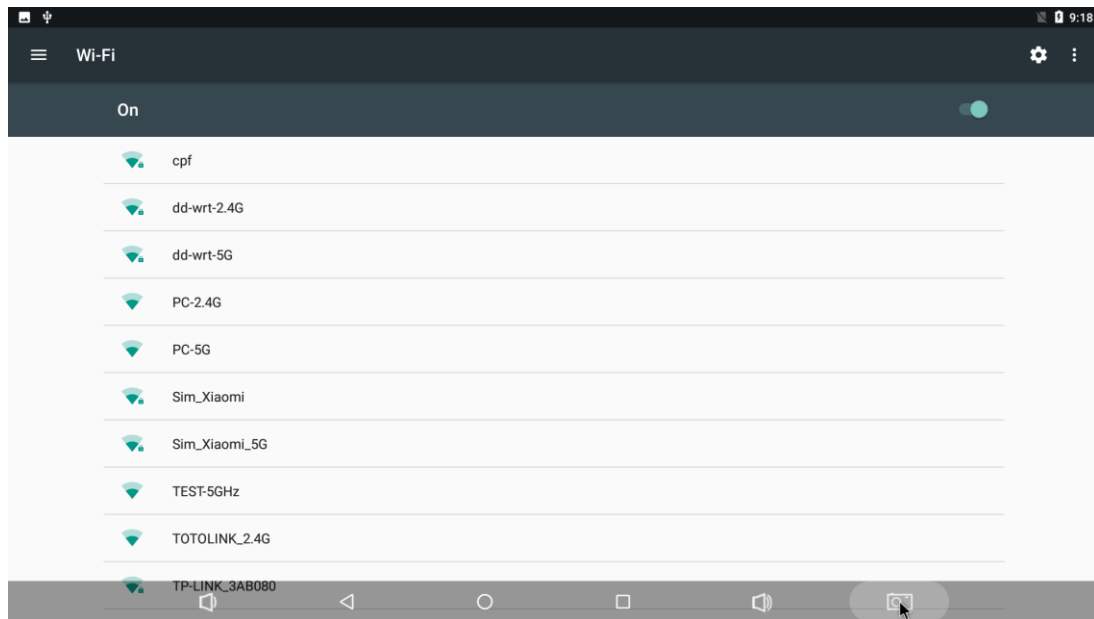 9:18
Wi-Fi
On
cpf
dd-wrt-2.4G
dd-wrt-5G
PC-2.4G
PC-5G
Sim_Xiaomi
Sim_Xiaomi_5G
TEST-5GHz
TOTOLINK_2.4G
TP-LINK_3AB080